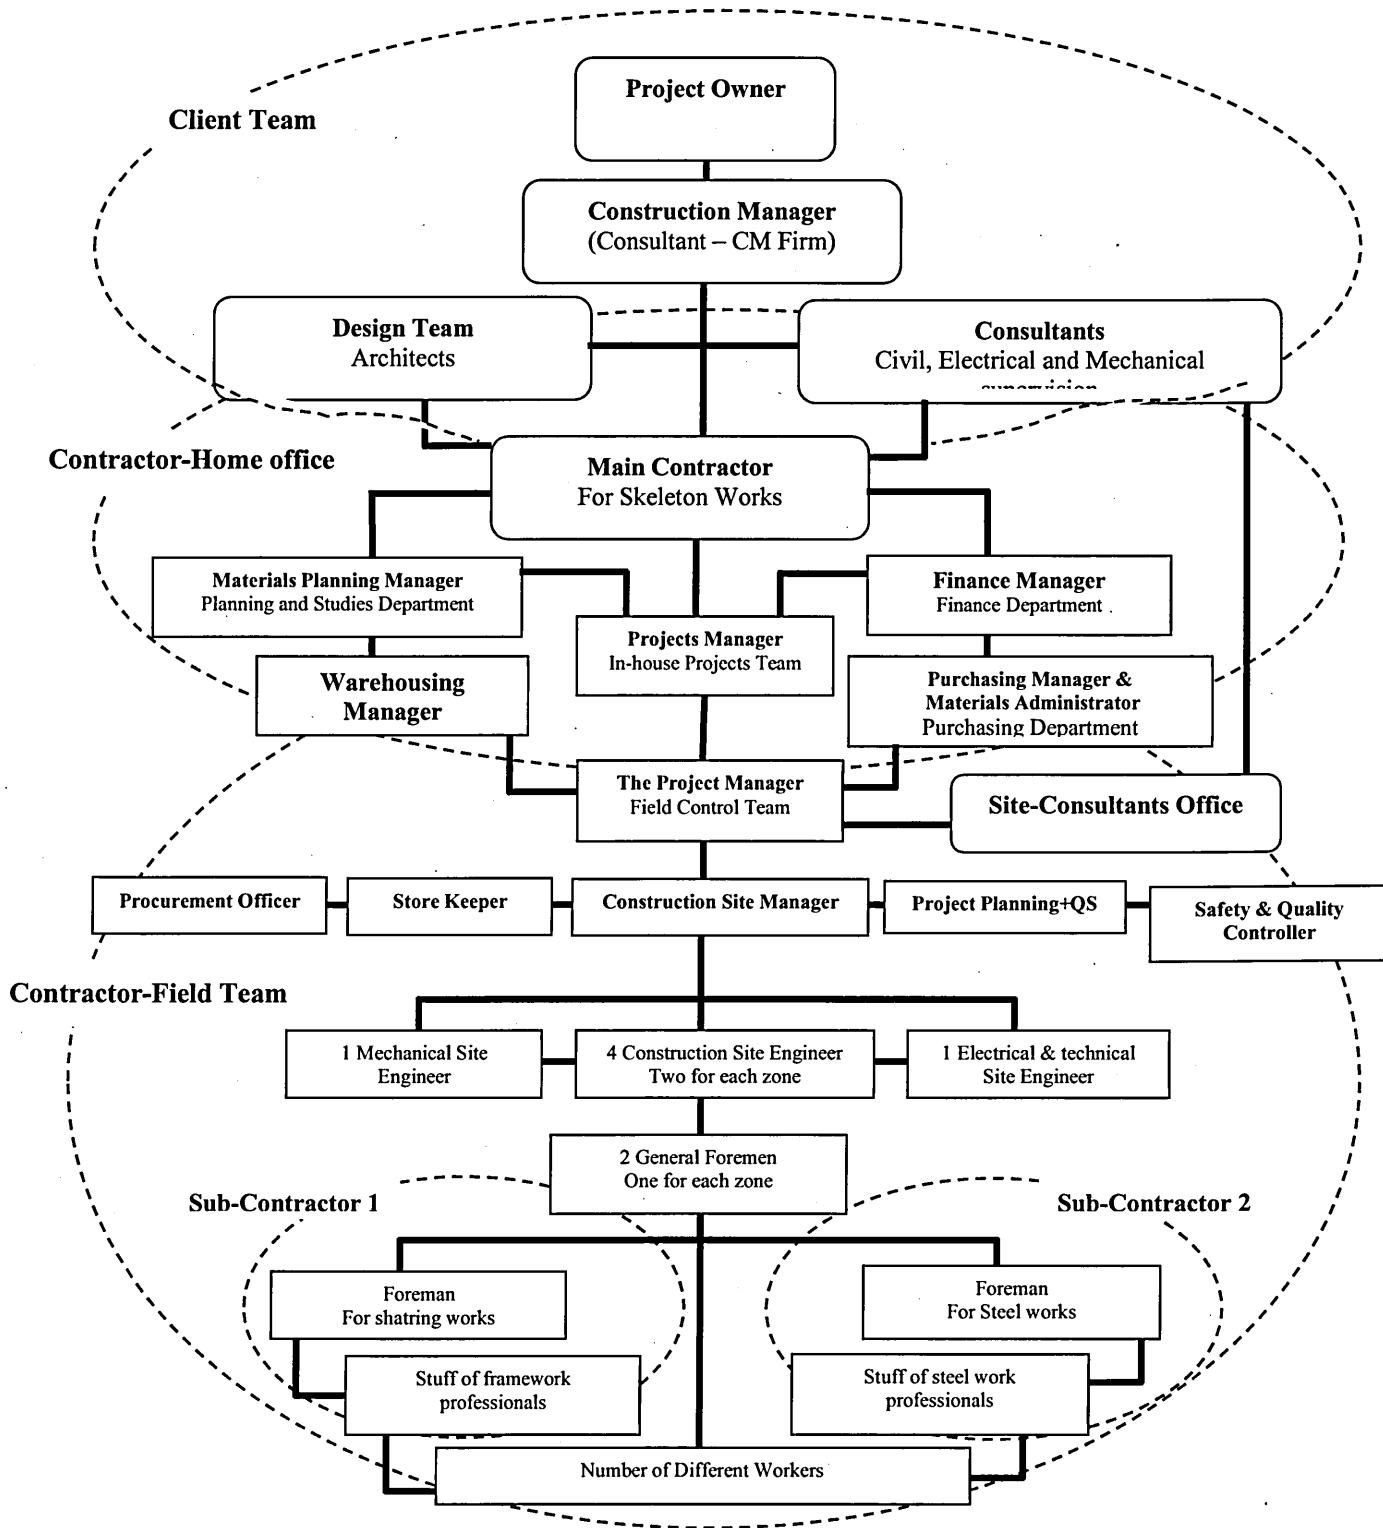 Project Owner
Client Team
Construction Manager
(Consultant – CM Firm)
Design Team
Architects
Consultants
Civil, Electrical and Mechanical
supervision
Contractor-Home office
Main Contractor
For Skeleton Works
Materials Planning Manager
Planning and Studies Department
Finance Manager
Finance Department
Projects Manager
In-house Projects Team
Warehousing
Manager
Purchasing Manager &
Materials Administrator
Purchasing Department
The Project Manager
Field Control Team
Site-Consultants Office
Procurement Officer
Store Keeper
Construction Site Manager
Project Planning+QS
Safety & Quality
Controller
Contractor-Field Team
1 Mechanical Site
Engineer
4 Construction Site Engineer
Two for each zone
1 Electrical & technical
Site Engineer
2 General Foremen
One for each zone
Sub-Contractor 1
Sub-Contractor 2
Foreman
For shatring works
Foreman
For Steel works
Stuff of framework
professionals
Stuff of steel work
professionals
Number of Different Workers